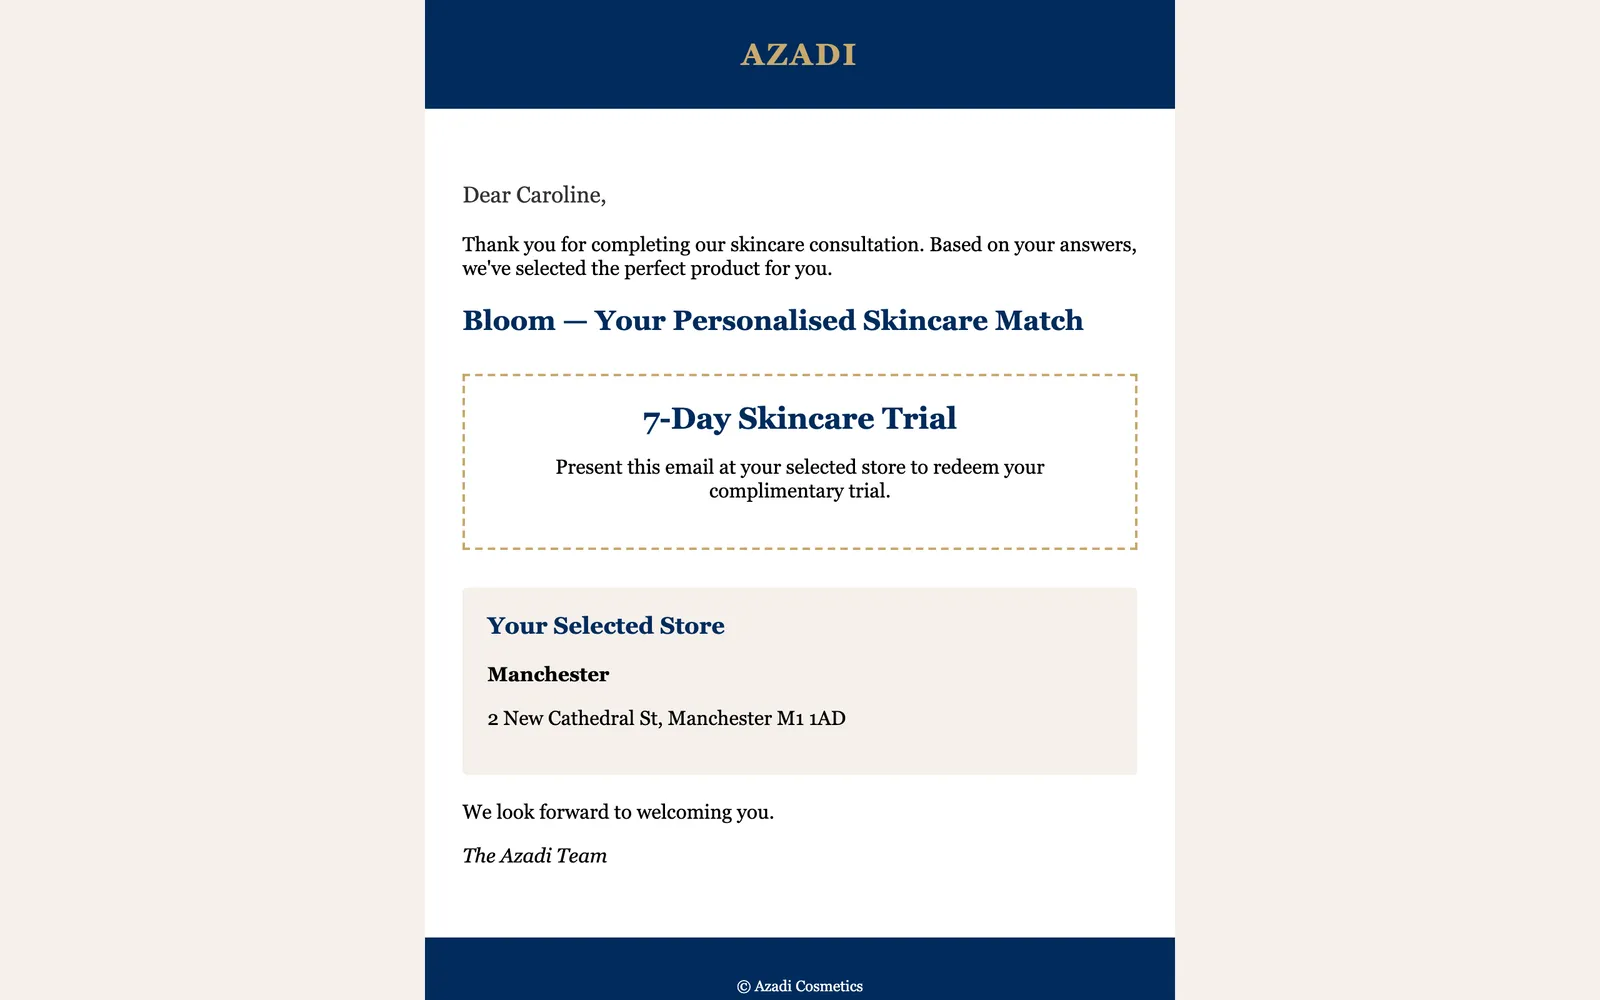 AZADI
Dear Caroline,
Thank you for completing our skincare consultation. Based on your answers,
we've selected the perfect product for you.
Bloom — Your Personalised Skincare Match
7-Day Skincare Trial
Present this email at your selected store to redeem your
complimentary trial.
Your Selected Store
Manchester
2 New Cathedral St, Manchester M1 1AD
We look forward to welcoming you.
The Azadi Team
© Azadi Cosmetics